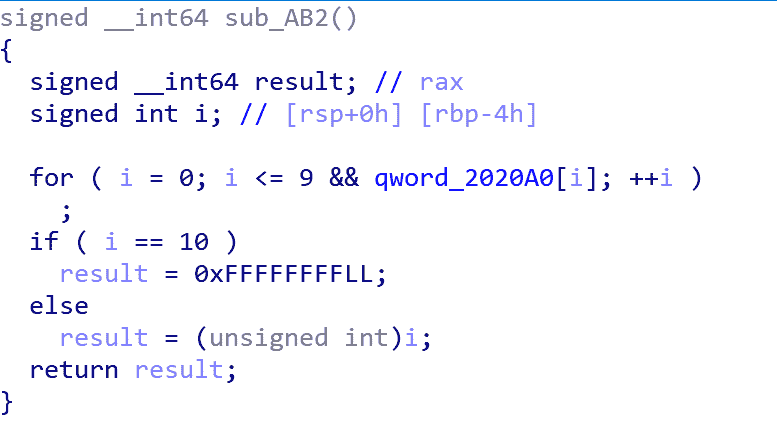 signed __int64 sub_AB2()
{
  signed __int64 result; // rax
  signed int i; // [rsp+0h] [rbp-4h]

  for ( i = 0; i <= 9 && qword_2020A0[i]; ++i )
    ;
  if ( i == 10 )
    result = 0xFFFFFFFFLL;
  else
    result = (unsigned int)i;
  return result;
}